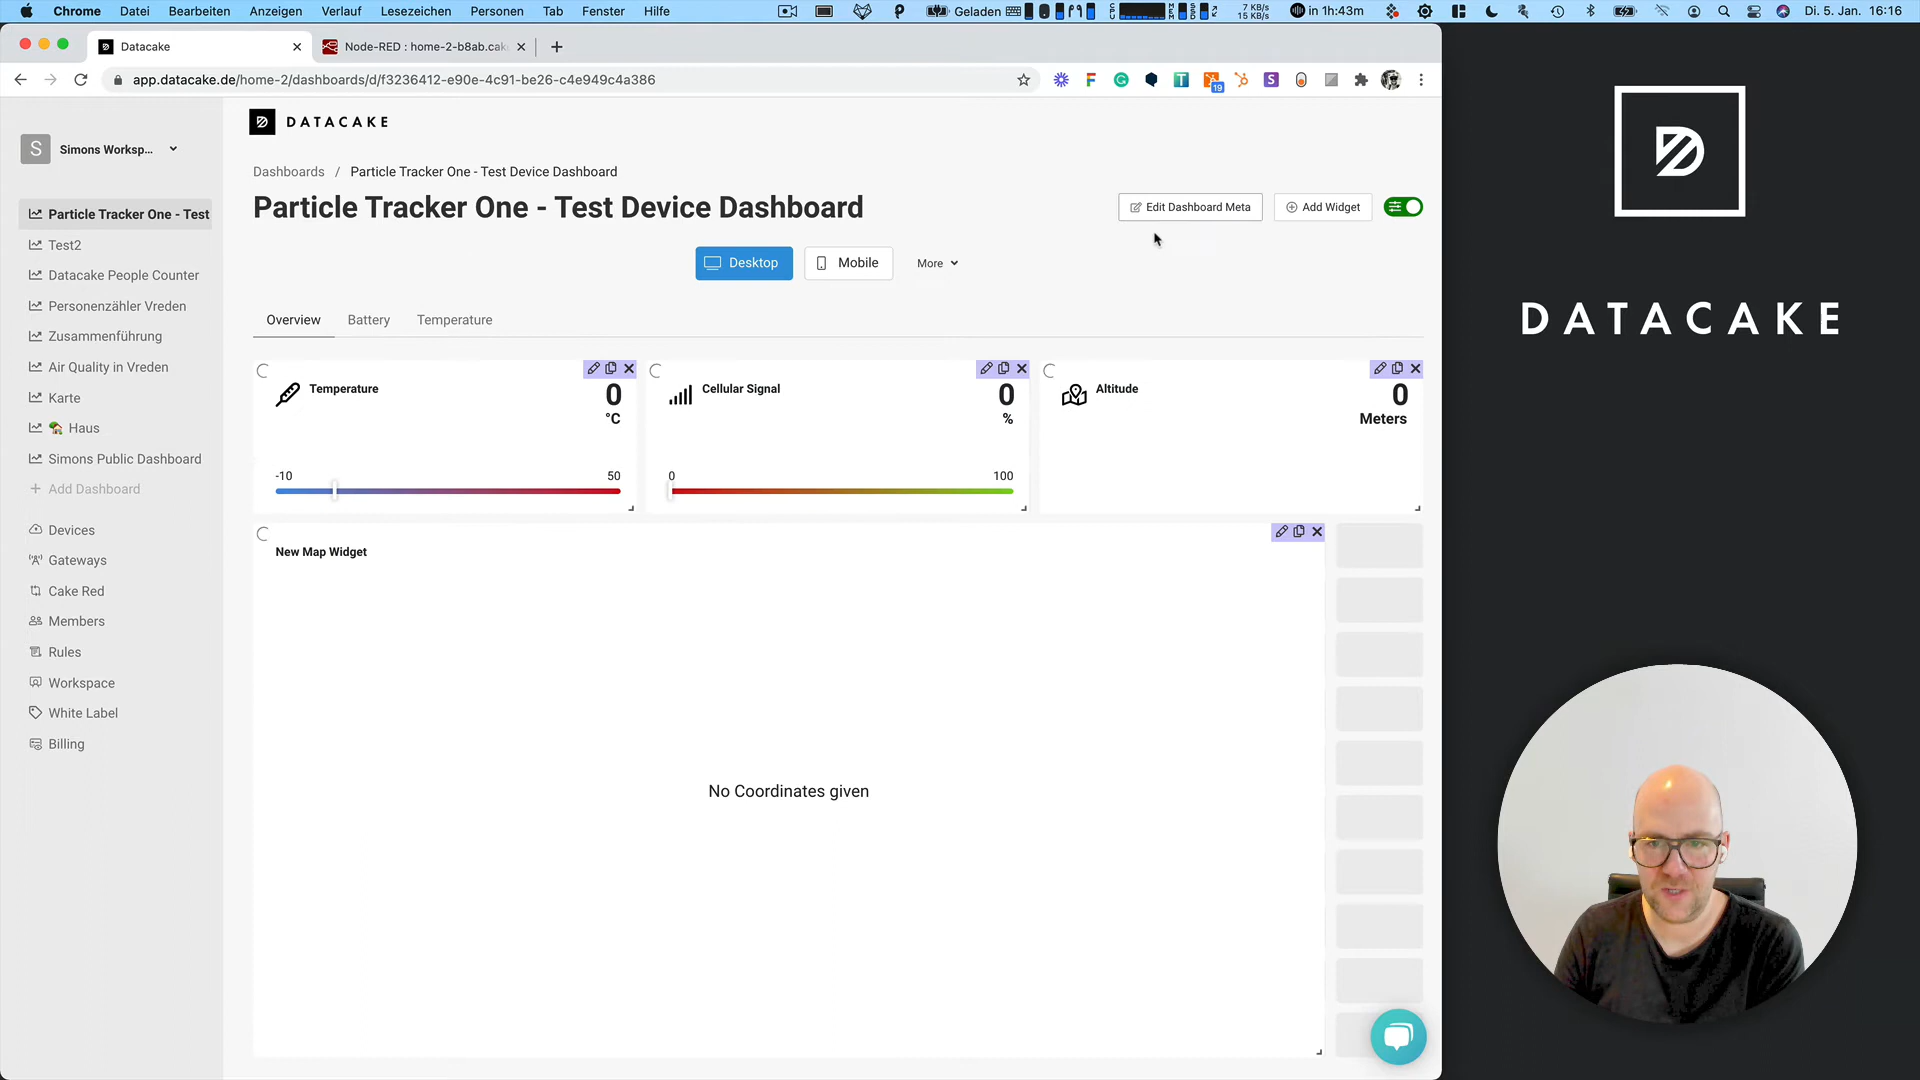 Chrome Datei Bearbeiten Anzeigen Verlauf Lesezeichen Personen Tab Fenster Hilfe Geladen 7 KB/s 15 KB/s in 1:43m Di. 5. Jan. 16:16
Datacake Node-RED : home-2-b8ab.cak
app.datacake.de/home-2/dashboards/d/f3236412-e90e-4c91-be26-c4e949c4a386
19
DATACAKE
S Simons Worksp...
Dashboards / Particle Tracker One - Test Device Dashboard
Particle Tracker One - Test Device Dashboard
Edit Dashboard Meta Add Widget
Desktop Mobile More
Overview Battery Temperature
Particle Tracker One - Test
Test2
Datacake People Counter
Personenzähler Vreden
Zusammenführung
Air Quality in Vreden
Karte
Haus
Simons Public Dashboard
Add Dashboard
Devices
Gateways
Cake Red
Members
Rules
Workspace
White Label
Billing
Temperature 0
°C
-10 50
Cellular Signal 0
%
0 100
Altitude 0
Meters
New Map Widget
No Coordinates given
DATACAKE